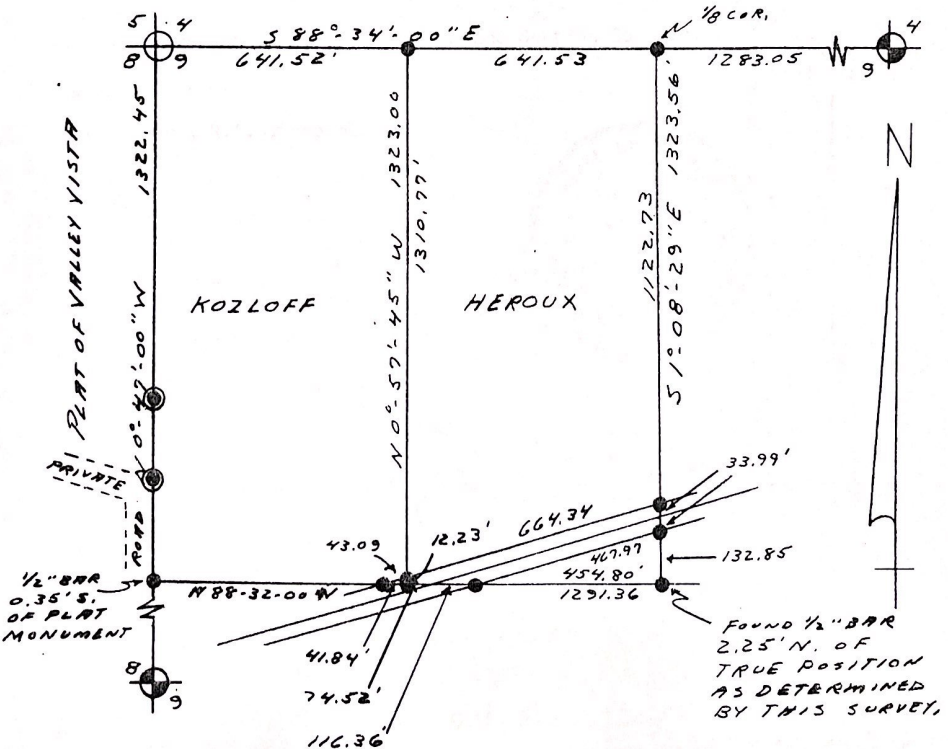 5 4
8 9
S 88°-34'-00" E
641.52'
641.53
N 1/8 COR.
1283.05
4
9
N
PLAT OF VALLEY VISTA
1322.45
N 0°-47'-00" W
N 0°-57'-45" W 1323.00
1310.77'
1122.73
S 1°-08'-29" E 1323.56'
KOZLOFF
HEROUX
PRIVATE
ROAD
33.99'
664.34
12.23'
43.09
467.97
132.85
454.80'
N 88-32-00 W
1291.36
1/2" BAR
0.35' S.
OF PLAT
MONUMENT
41.84'
74.52'
116.36'
FOUND 1/2" BAR
2.25' N. OF
TRUE POSITION
AS DETERMINED
BY THIS SURVEY,
8
9